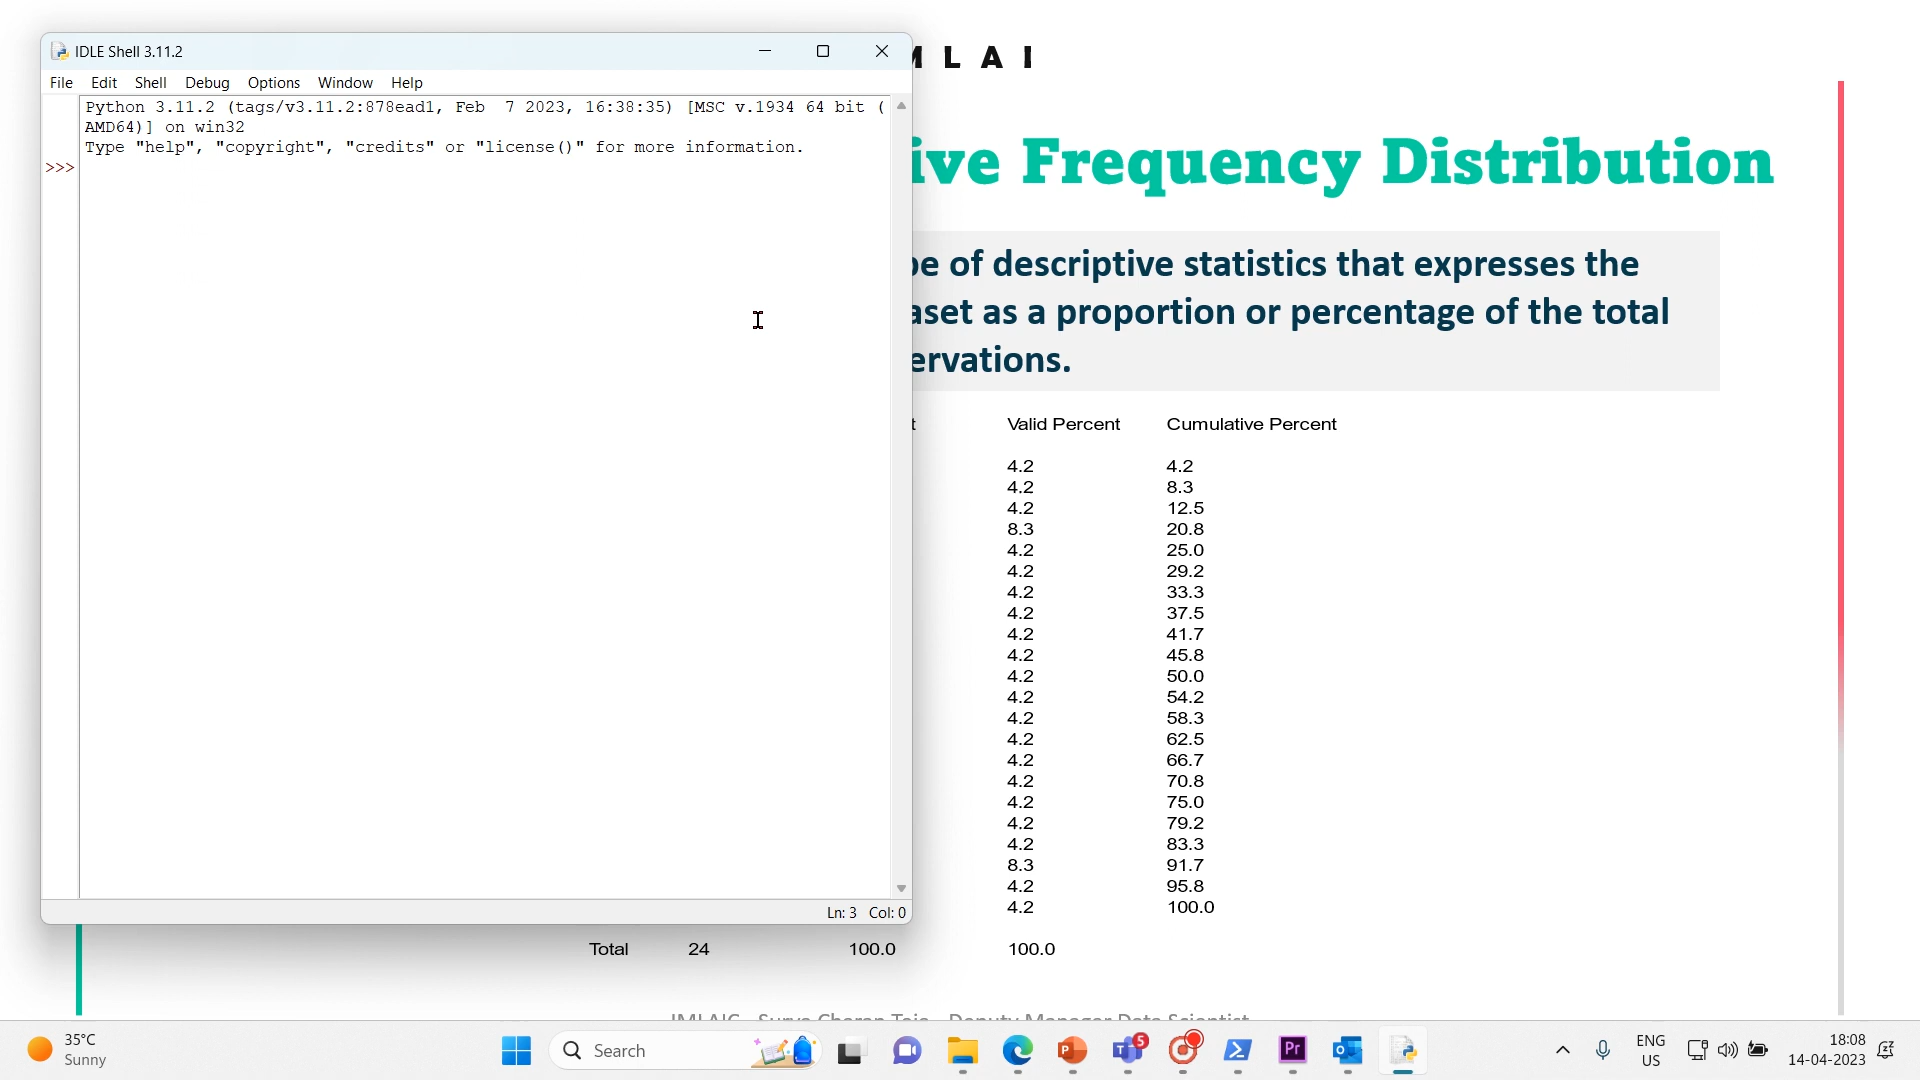 IDLE Shell 3.11.2
File Edit Shell Debug Options Window Help
Python 3.11.2 (tags/v3.11.2:878ead1, Feb  7 2023, 16:38:35) [MSC v.1934 64 bit (
AMD64)] on win32
Type "help", "copyright", "credits" or "license()" for more information.
>>>
Ln: 3 Col: 0
L A I
ive Frequency Distribution
of descriptive statistics that expresses the
as a proportion or percentage of the total
Valid Percent Cumulative Percent
4.2 4.2
4.2 8.3
4.2 12.5
8.3 20.8
4.2 25.0
4.2 29.2
4.2 33.3
4.2 37.5
4.2 41.7
4.2 45.8
4.2 50.0
4.2 54.2
4.2 58.3
4.2 62.5
4.2 66.7
4.2 70.8
4.2 75.0
4.2 79.2
4.2 83.3
8.3 91.7
4.2 95.8
4.2 100.0
Total 24 100.0 100.0
35°C
Sunny
Search
5
Pr
ENG
US
18:08
14-04-2023